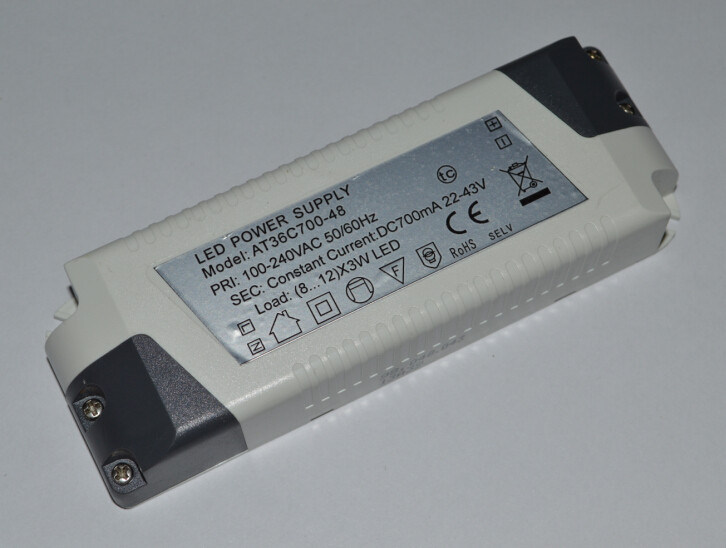 LED POWER SUPPLY
Model: AT36C700-48
PRI: 100-240VAC 50/60Hz
SEC: Constant Current:DC700mA 22-43V
Load: (8...12)X3W LED
L
N
F
tc
+
-
CE
RoHS
SELV